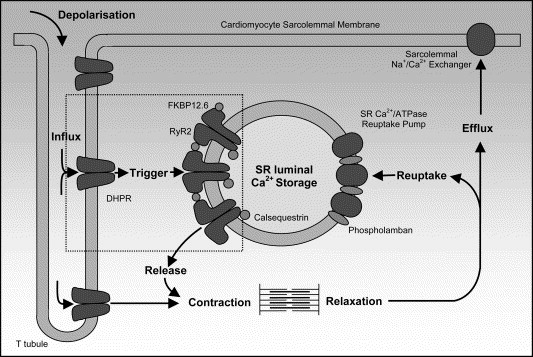 Depolarisation
Cardiomyocyte Sarcolemmal Membrane
Sarcolemmal
Na⁺/Ca²⁺ Exchanger
FKBP12.6
RyR2
SR Ca²⁺/ATPase
Reuptake Pump
Influx
Efflux
Trigger
SR luminal
Ca²⁺ Storage
Reuptake
DHPR
Calsequestrin
Phospholamban
Release
Contraction
Relaxation
T tubule